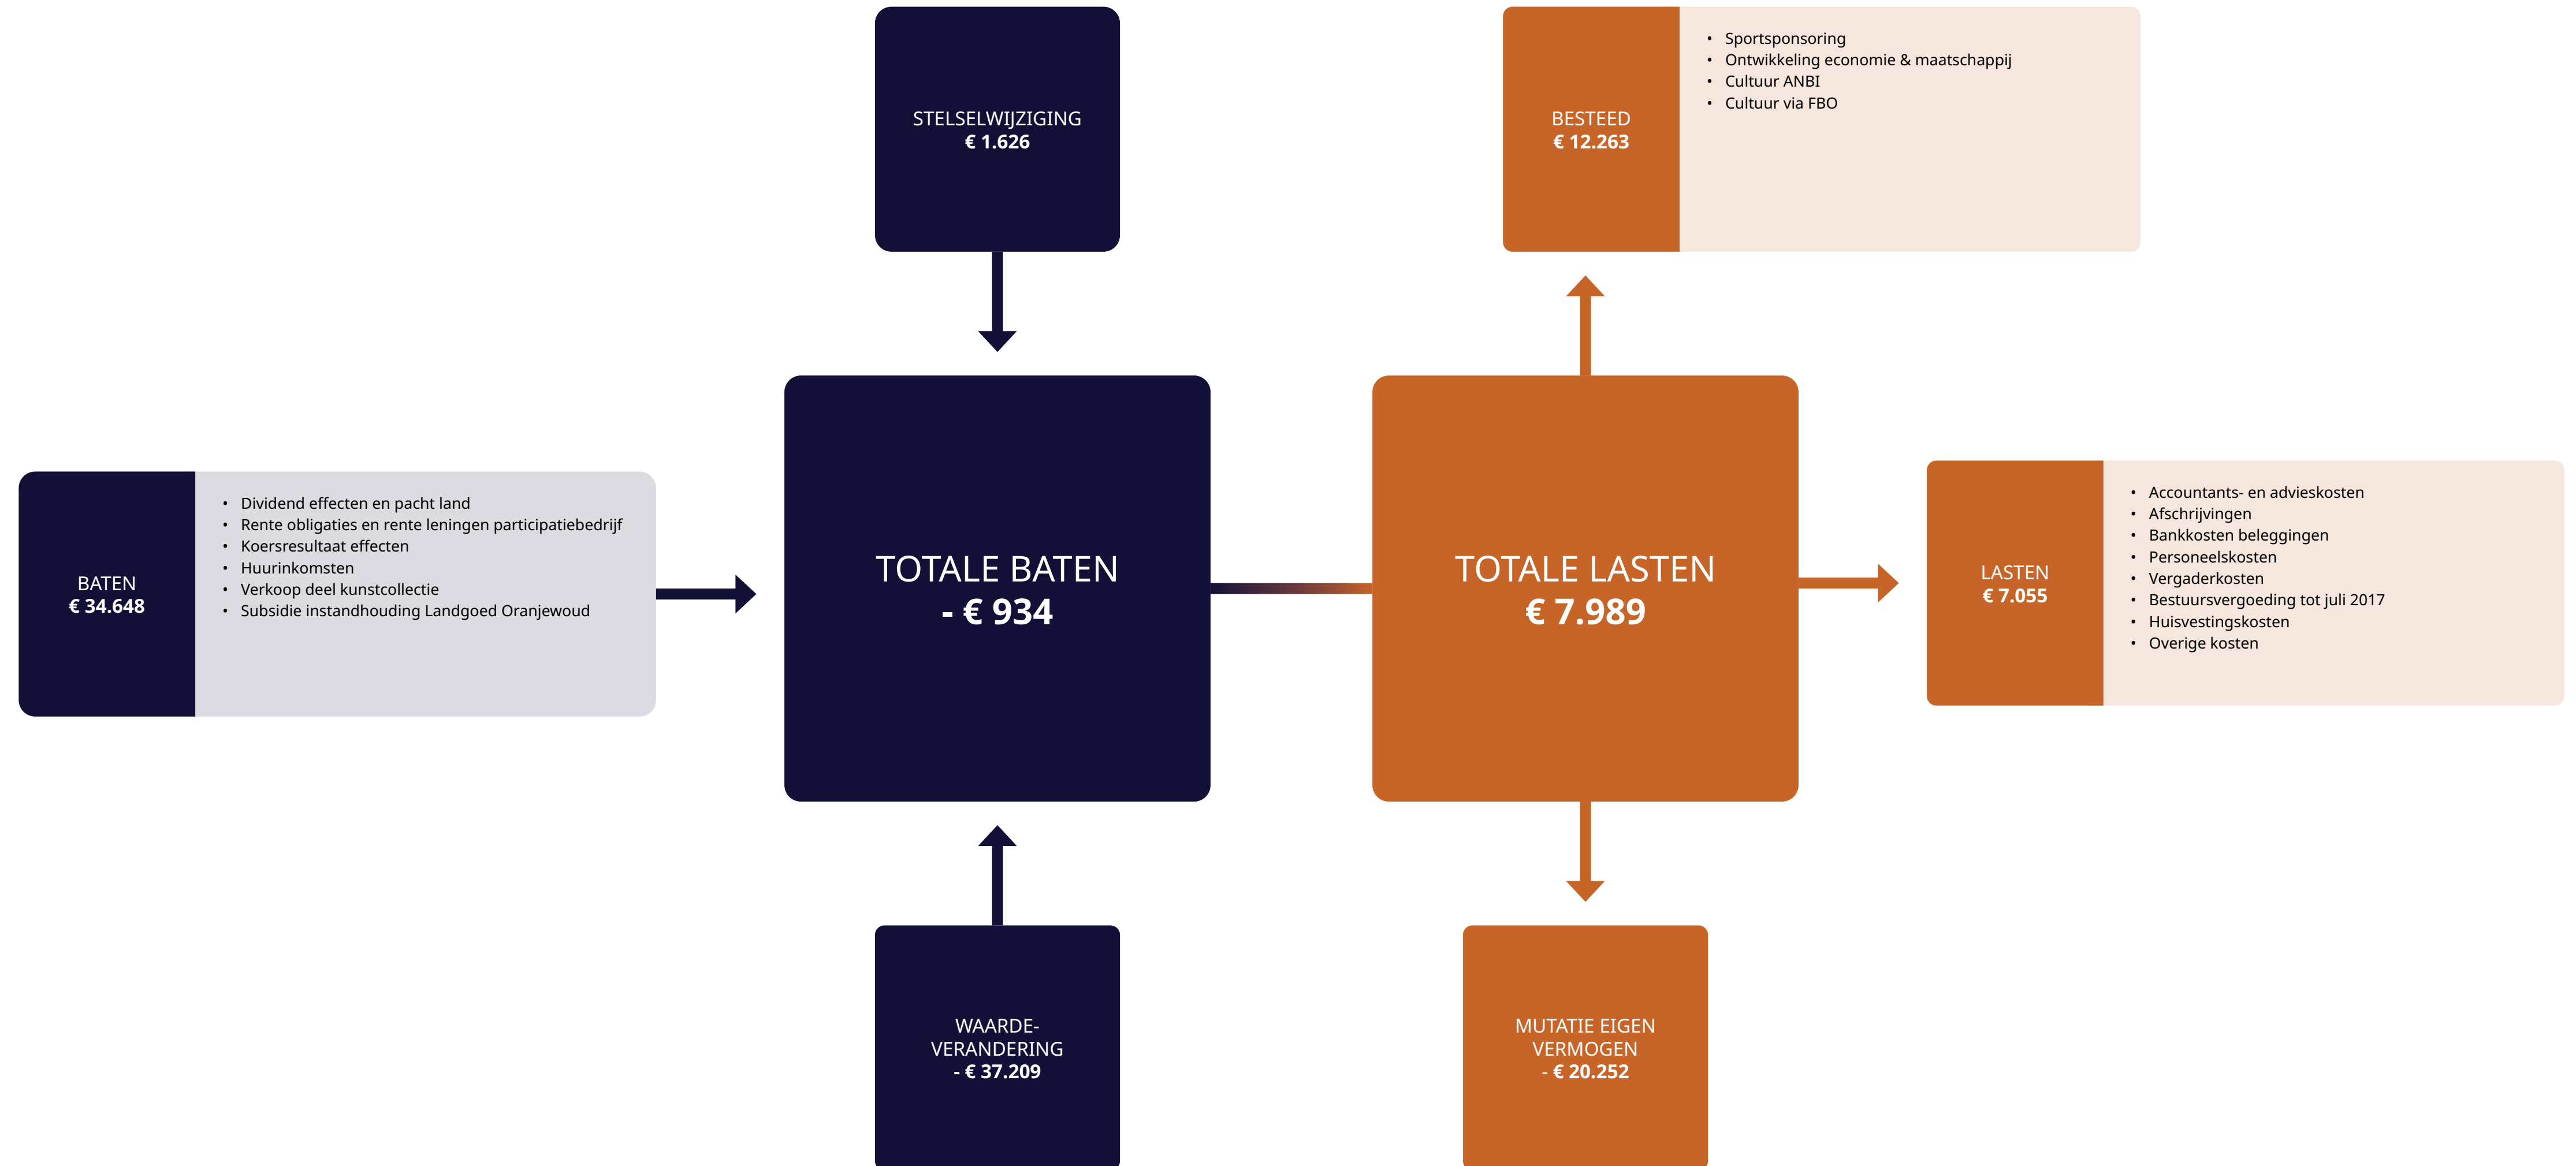 STELSELWIJZIGING
€ 1.626
BESTEED
€ 12.263
• Sportsponsoring
• Ontwikkeling economie & maatschappij
• Cultuur ANBI
• Cultuur via FBO
BATEN
€ 34.648
• Dividend effecten en pacht land
• Rente obligaties en rente leningen participatiebedrijf
• Koersresultaat effecten
• Huurinkomsten
• Verkoop deel kunstcollectie
• Subsidie instandhouding Landgoed Oranjewoud
TOTALE BATEN
- € 934
TOTALE LASTEN
€ 7.989
LASTEN
€ 7.055
• Accountants- en advieskosten
• Afschrijvingen
• Bankkosten beleggingen
• Personeelskosten
• Vergaderkosten
• Bestuursvergoeding tot juli 2017
• Huisvestingskosten
• Overige kosten
WAARDE-
VERANDERING
- € 37.209
MUTATIE EIGEN
VERMOGEN
- € 20.252